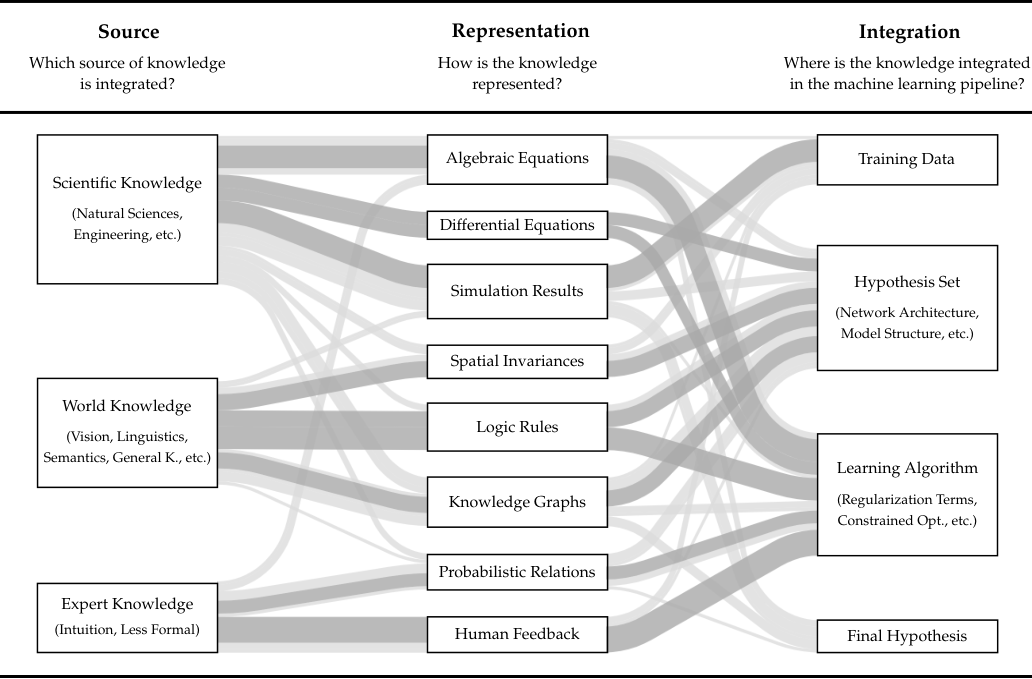 Source
Which source of knowledge
is integrated?
Representation
How is the knowledge
represented?
Integration
Where is the knowledge integrated
in the machine learning pipeline?
Scientific Knowledge
(Natural Sciences,
Engineering, etc.)
World Knowledge
(Vision, Linguistics,
Semantics, General K., etc.)
Expert Knowledge
(Intuition, Less Formal)
Algebraic Equations
Differential Equations
Simulation Results
Spatial Invariances
Logic Rules
Knowledge Graphs
Probabilistic Relations
Human Feedback
Training Data
Hypothesis Set
(Network Architecture,
Model Structure, etc.)
Learning Algorithm
(Regularization Terms,
Constrained Opt., etc.)
Final Hypothesis